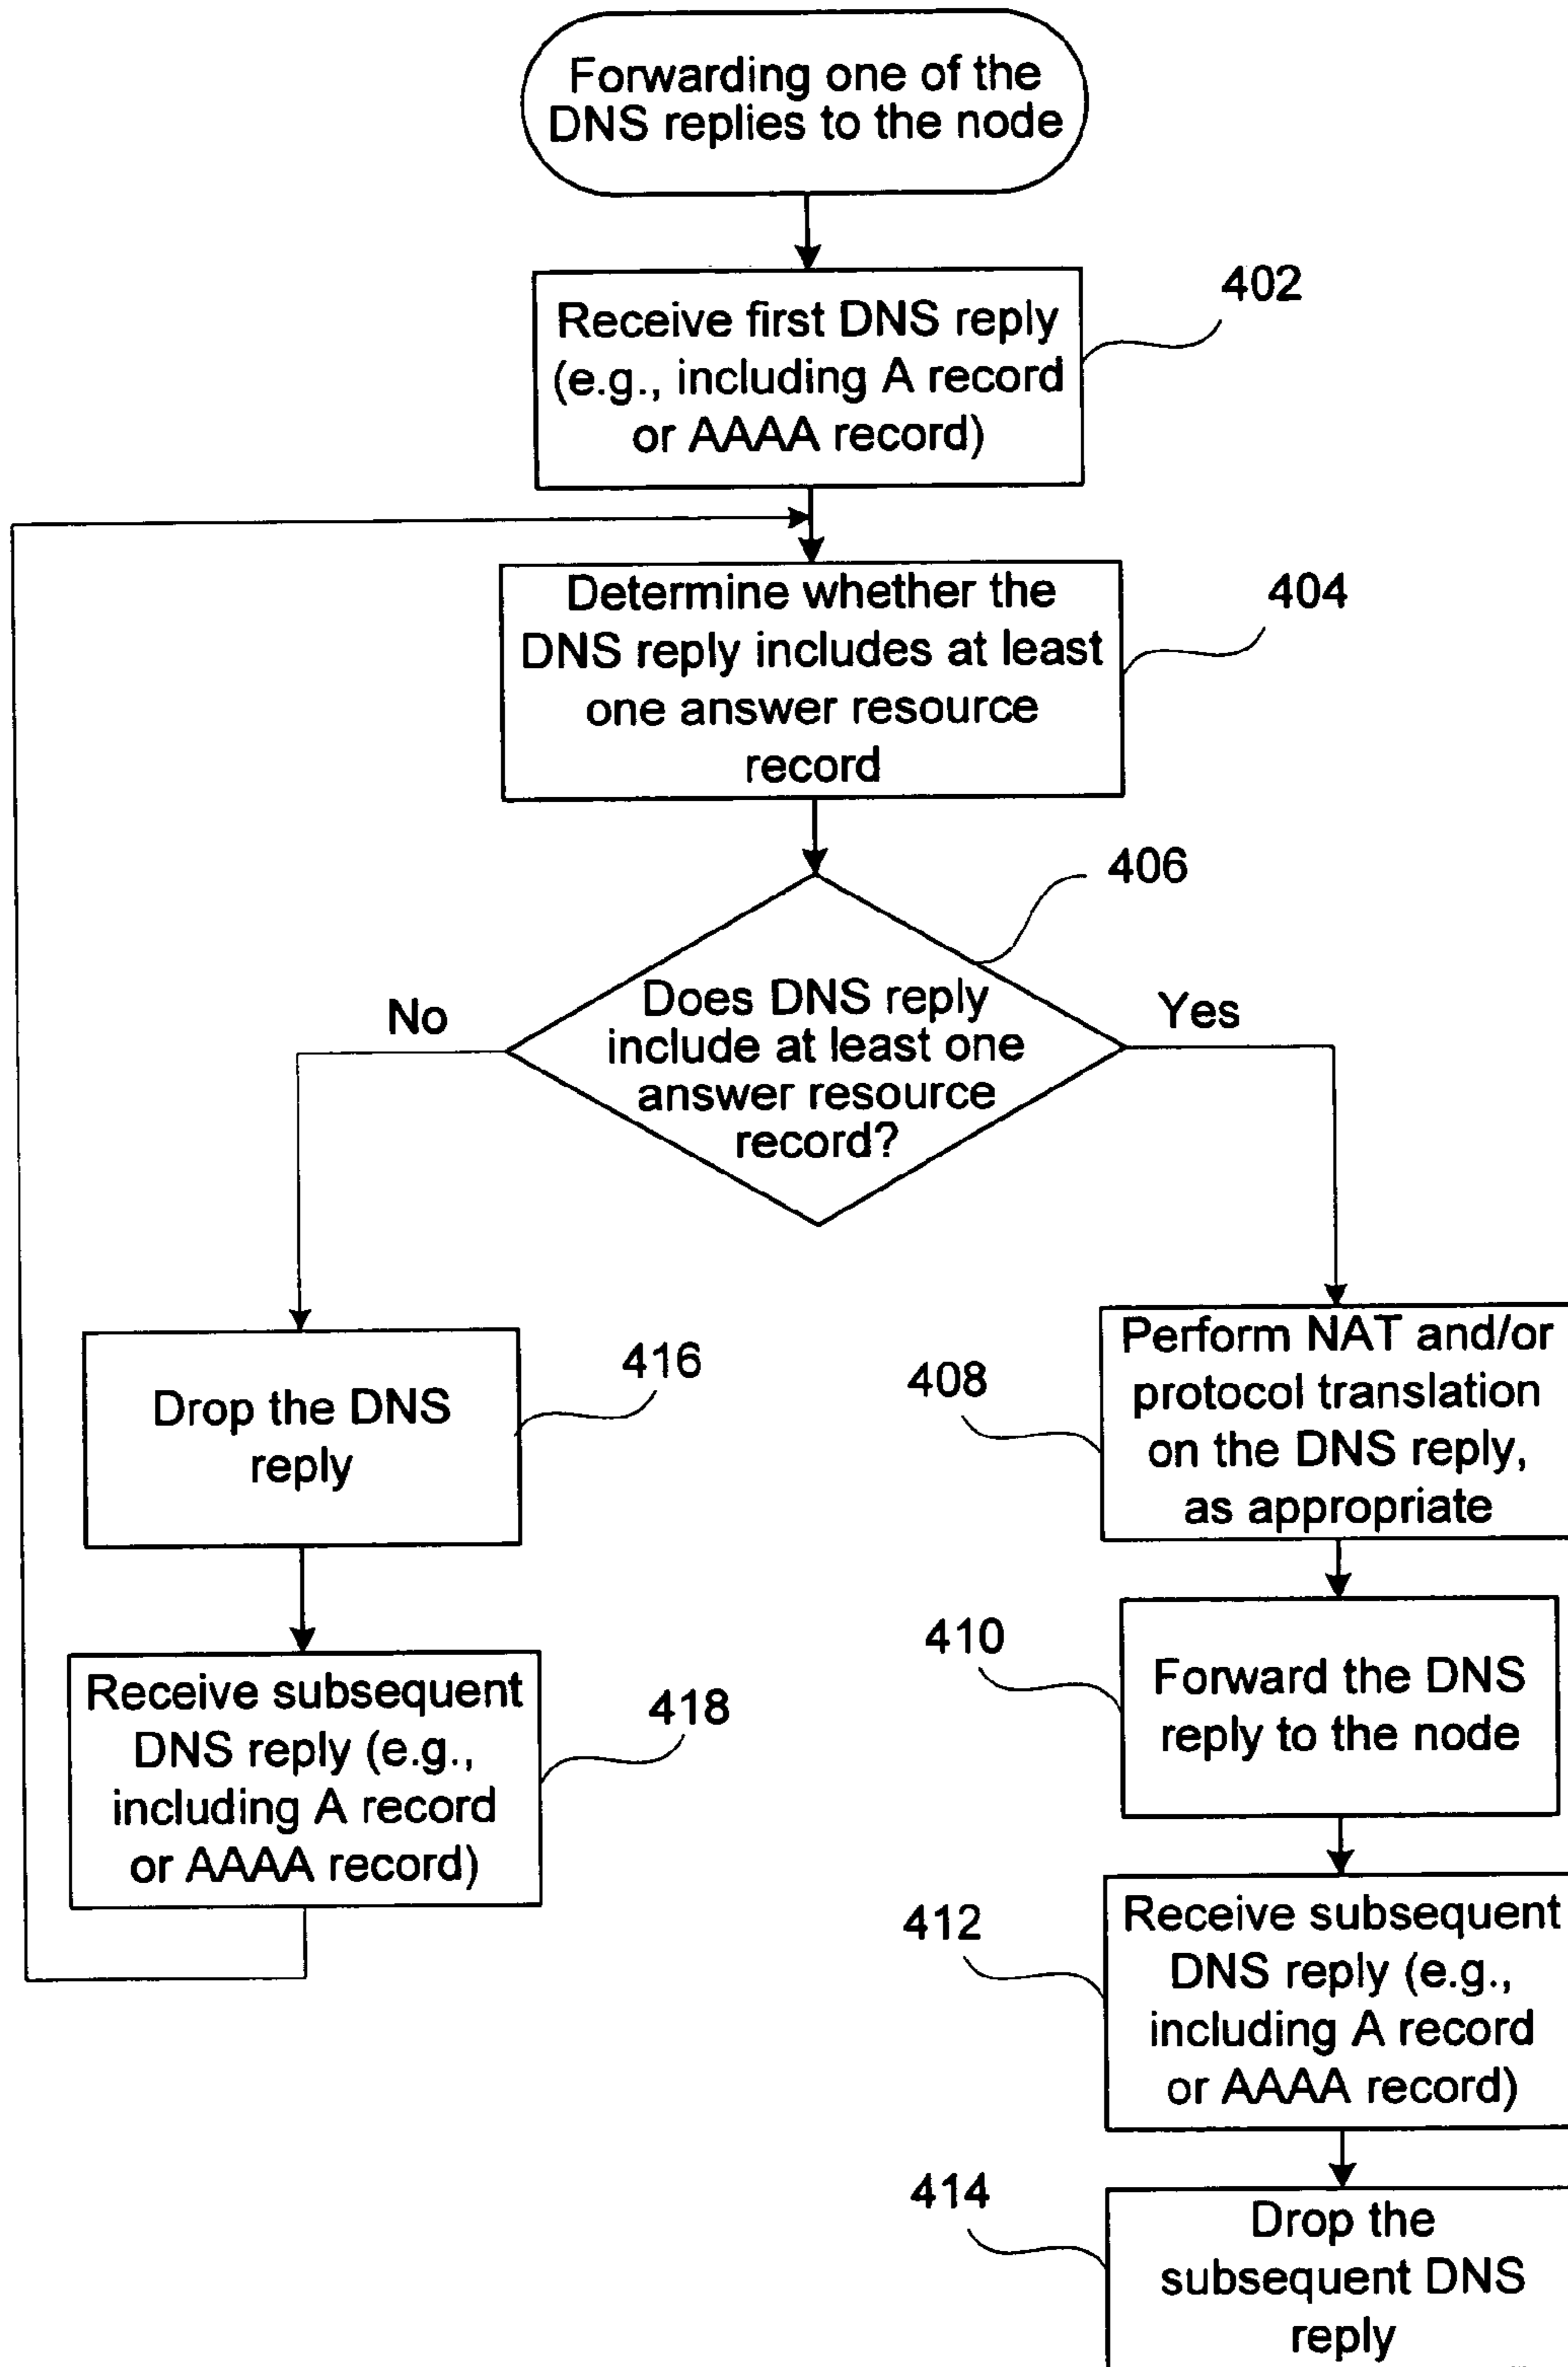 Forwarding one of the
DNS replies to the node
402
Receive first DNS reply
(e.g., including A record
or AAAA record)
404
Determine whether the
DNS reply includes at least
one answer resource
record
406
No
Does DNS reply
include at least one
answer resource
record?
Yes
416
Drop the DNS
reply
408
Perform NAT and/or
protocol translation
on the DNS reply,
as appropriate
418
Receive subsequent
DNS reply (e.g.,
including A record
or AAAA record)
410
Forward the DNS
reply to the node
412
Receive subsequent
DNS reply (e.g.,
including A record
or AAAA record)
414
Drop the
subsequent DNS
reply